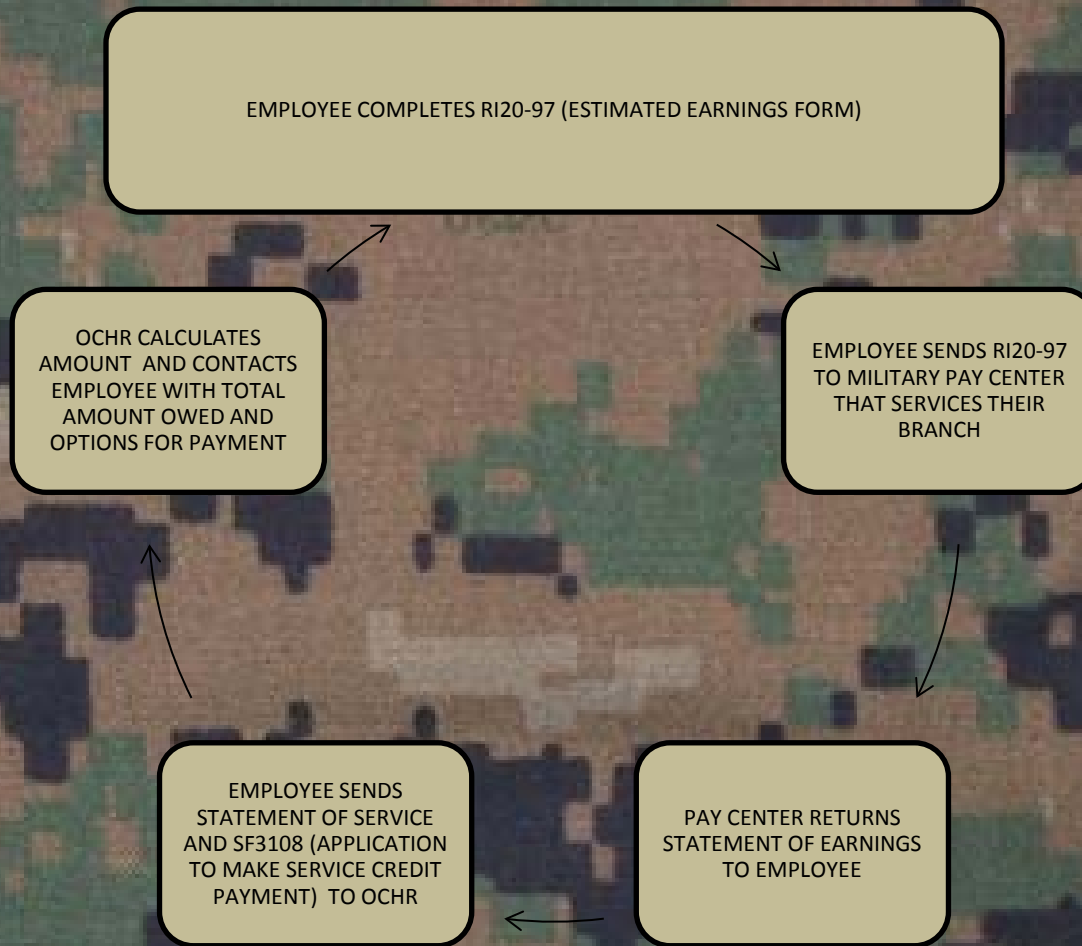 EMPLOYEE COMPLETES RI20-97 (ESTIMATED EARNINGS FORM)
EMPLOYEE SENDS RI20-97
TO MILITARY PAY CENTER
THAT SERVICES THEIR
BRANCH
PAY CENTER RETURNS
STATEMENT OF EARNINGS
TO EMPLOYEE
EMPLOYEE SENDS
STATEMENT OF SERVICE
AND SF3108 (APPLICATION
TO MAKE SERVICE CREDIT
PAYMENT) TO OCHR
OCHR CALCULATES
AMOUNT AND CONTACTS
EMPLOYEE WITH TOTAL
AMOUNT OWED AND
OPTIONS FOR PAYMENT